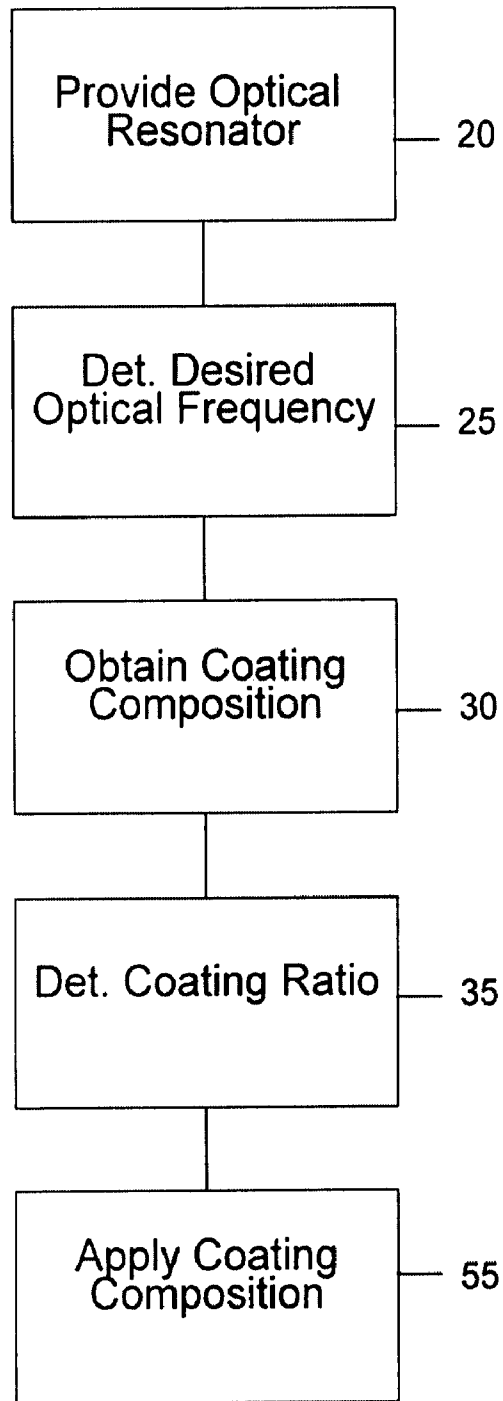 Provide Optical
Resonator
20
Det. Desired
Optical Frequency
25
Obtain Coating
Composition
30
Det. Coating Ratio
35
Apply Coating
Composition
55